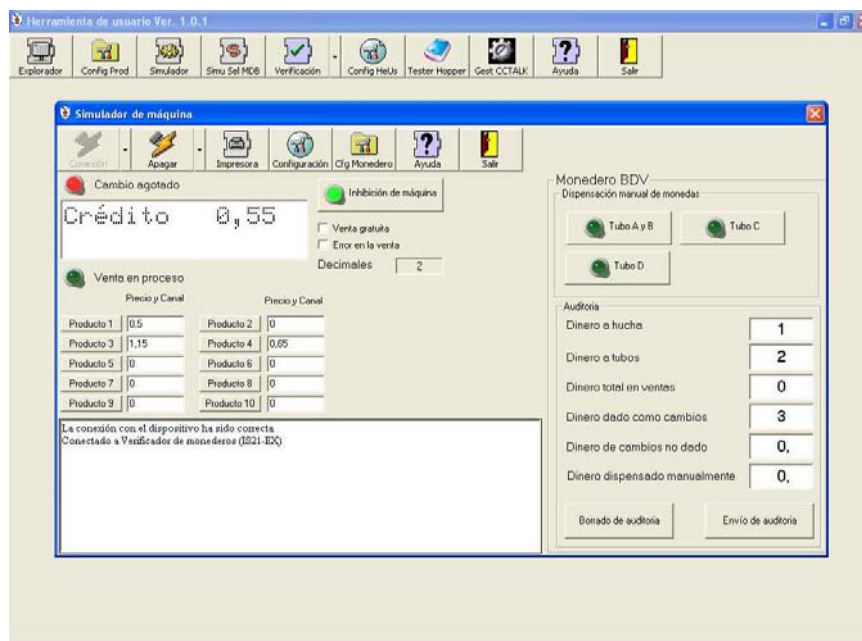 Herramienta de usuario Ver. 1.0.1
Explorador Config Prod Simulador Simu Sel MDB Verificación Config HeUs Tester Hopper Gest CCTALK Ayuda Salir
Simulador de máquina
Conexión Apagar Impresora Configuración Cfg Monedero Ayuda Salir
Cambio agotado
Inhibición de máquina
Crédito 0,55
Venta gratuita
Error en la venta
Decimales 2
Venta en proceso
Precio y Canal Precio y Canal
Producto 1 0,5 Producto 2 0
Producto 3 1,15 Producto 4 0,65
Producto 5 0 Producto 6 0
Producto 7 0 Producto 8 0
Producto 9 0 Producto 10 0
La conexión con el dispositivo ha sido correcta
Conectado a Verificador de monederos (IS21-EX)
Monedero BDV
Dispensación manual de monedas
Tubo A y B Tubo C
Tubo D
Auditoria
Dinero a hucha 1
Dinero a tubos 2
Dinero total en ventas 0
Dinero dado como cambios 3
Dinero de cambios no dado 0,
Dinero dispensado manualmente 0,
Borrado de auditoria Envío de auditoria